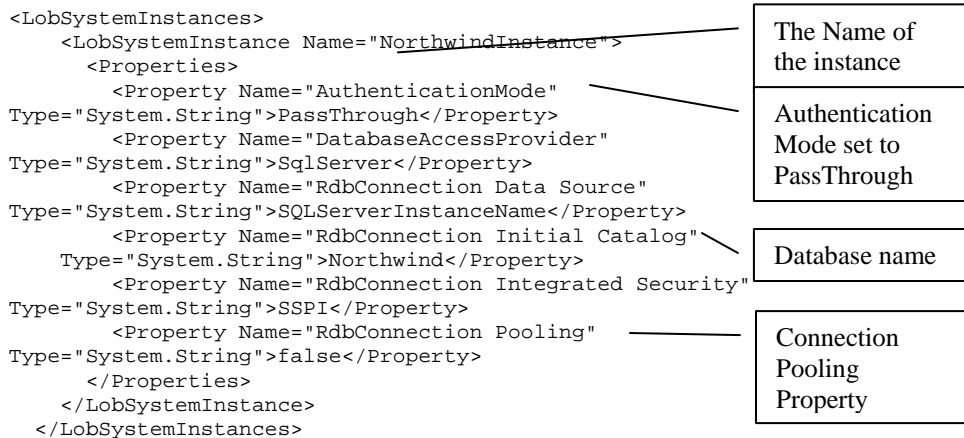 <LobSystemInstances>
<LobSystemInstance Name="NorthwindInstance">
<Properties>
<Property Name="AuthenticationMode"
Type="System.String">PassThrough</Property>
<Property Name="DatabaseAccessProvider"
Type="System.String">SqlServer</Property>
<Property Name="RdbConnection Data Source"
Type="System.String">SQLServerInstanceName</Property>
<Property Name="RdbConnection Initial Catalog"
Type="System.String">Northwind</Property>
<Property Name="RdbConnection Integrated Security"
Type="System.String">SSPI</Property>
<Property Name="RdbConnection Pooling"
Type="System.String">false</Property>
</Properties>
</LobSystemInstance>
</LobSystemInstances>
The Name of
the instance
Authentication
Mode set to
PassThrough
Database name
Connection
Pooling
Property